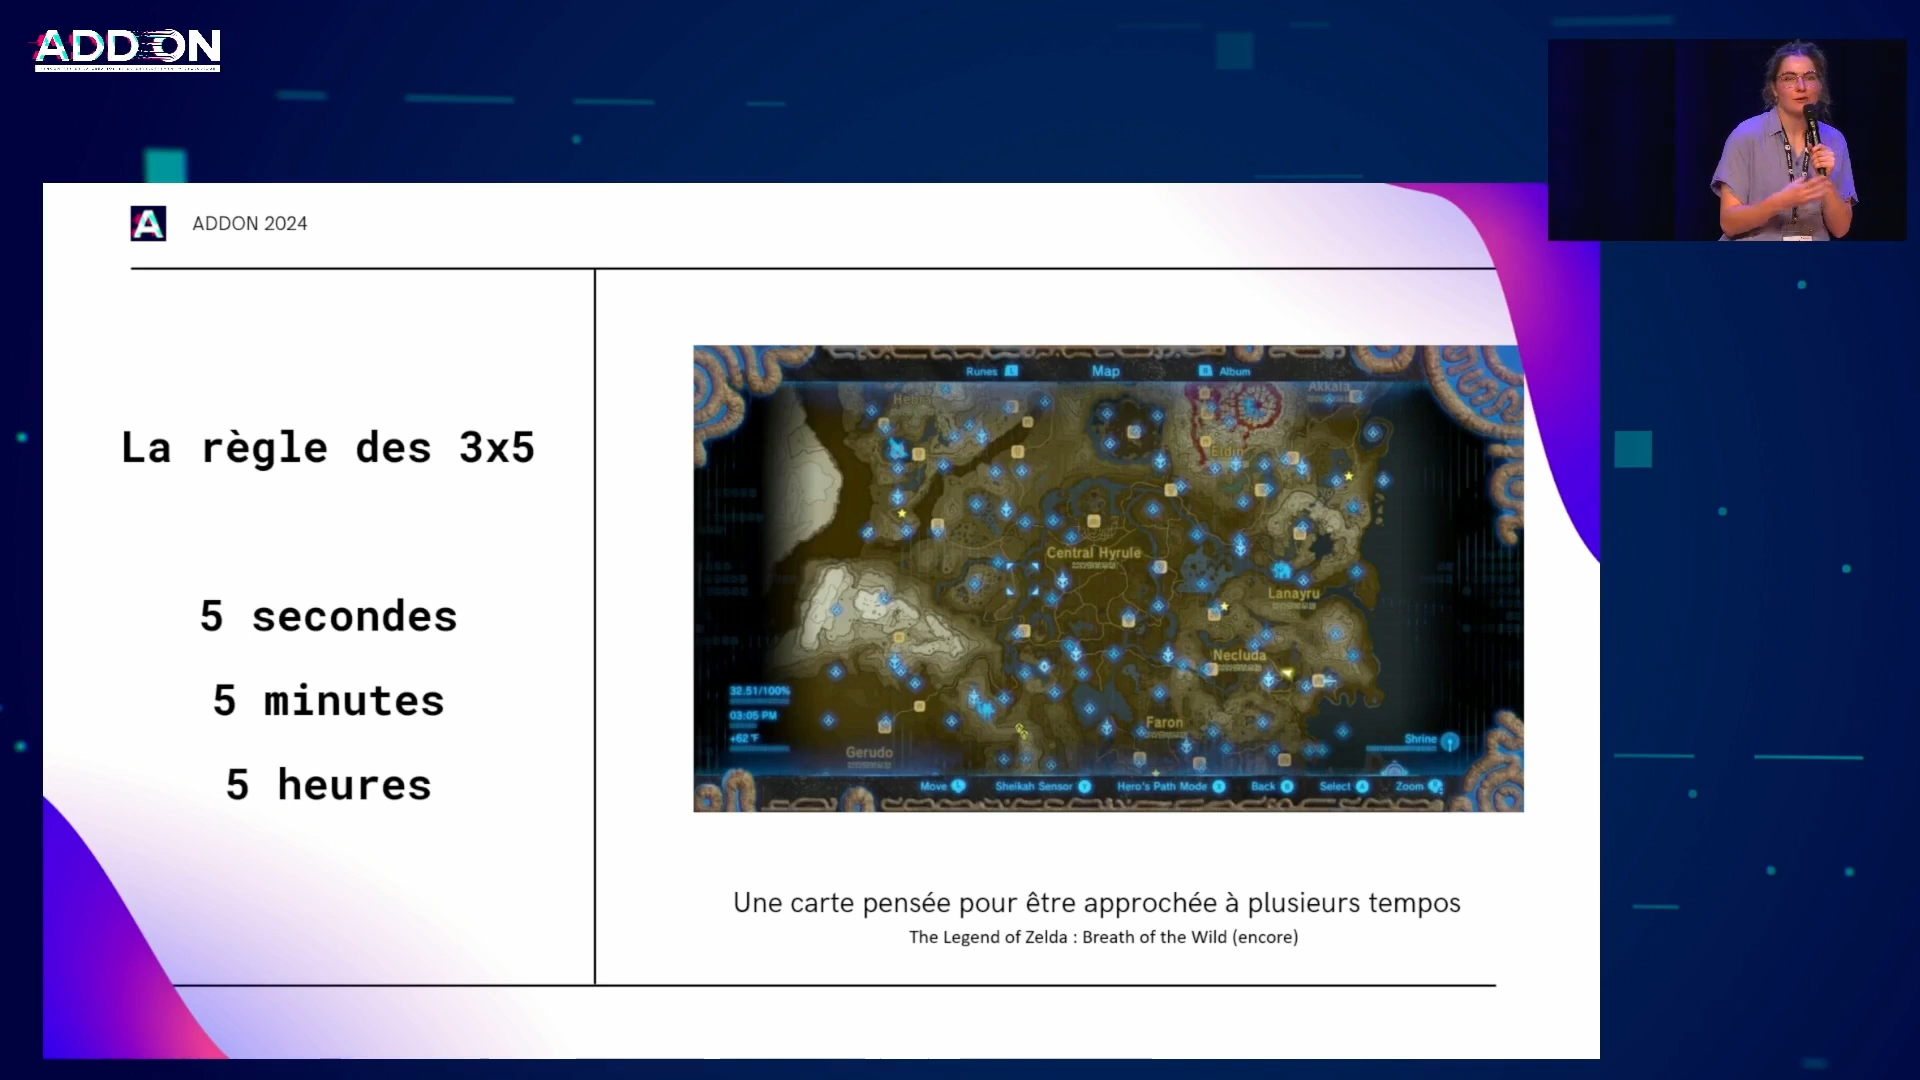 ADDON
ADDON 2024
La règle des 3x5
5 secondes
5 minutes
5 heures
Runes L
Map
R Album
Hebra
Akkala
Eldin
Central Hyrule
Lanayru
Necluda
32.51/100%
03:05 PM
+62°F
Faron
Gerudo
Shrine
Move L
Sheikah Sensor
Hero's Path Mode X
Back B
Select A
Zoom
Une carte pensée pour être approchée à plusieurs tempos
The Legend of Zelda : Breath of the Wild (encore)